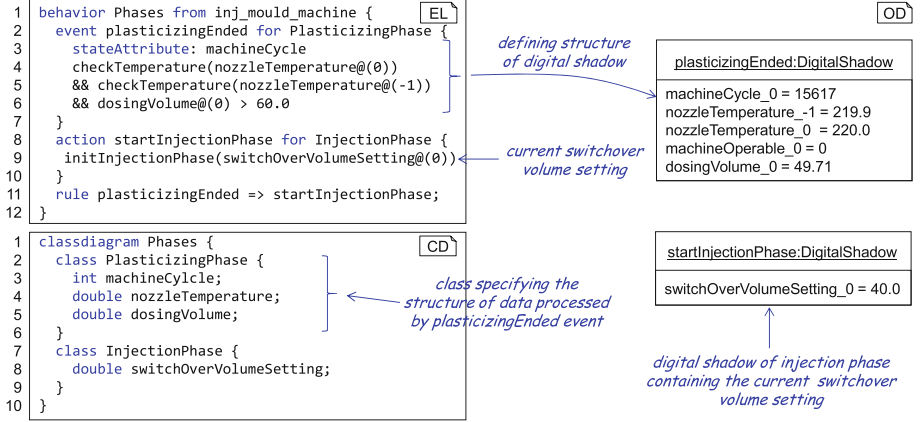 EL
1 behavior Phases from inj_mould_machine {
2 event plasticizingEnded for PlasticizingPhase {
3 stateAttribute: machineCycle
4 checkTemperature(nozzleTemperature@(0))
5 && checkTemperature(nozzleTemperature@(-1))
6 && dosingVolume@(0) > 60.0
7 }
8 action startInjectionPhase for InjectionPhase {
9 initInjectionPhase(switchOverVolumeSetting@(0))
10 }
11 rule plasticizingEnded => startInjectionPhase;
12 }
defining structure
of digital shadow
current switchover
volume setting
OD
plasticizingEnded:DigitalShadow
machineCycle_0 = 15617
nozzleTemperature_-1 = 219.9
nozzleTemperature_0 = 220.0
machineOperable_0 = 0
dosingVolume_0 = 49.71
CD
1 classdiagram Phases {
2 class PlasticizingPhase {
3 int machineCylcle;
4 double nozzleTemperature;
5 double dosingVolume;
6 }
7 class InjectionPhase {
8 double switchOverVolumeSetting;
9 }
10 }
class specifying the
structure of data processed
by plasticizingEnded event
startInjectionPhase:DigitalShadow
switchOverVolumeSetting_0 = 40.0
digital shadow of injection phase
containing the current switchover
volume setting